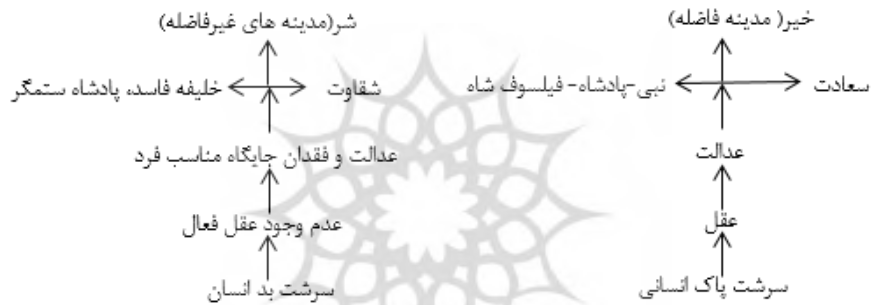 خیر( مدینه فاضله)
سعادت
نبی-پادشاه- فیلسوف شاه
عدالت
عقل
سرشت پاک انسانی
شر(مدینه های غیرفاضله)
شقاوت
خلیفه فاسد، پادشاه ستمگر
عدالت و فقدان جایگاه مناسب فرد
عدم وجود عقل فعال
سرشت بد انسان